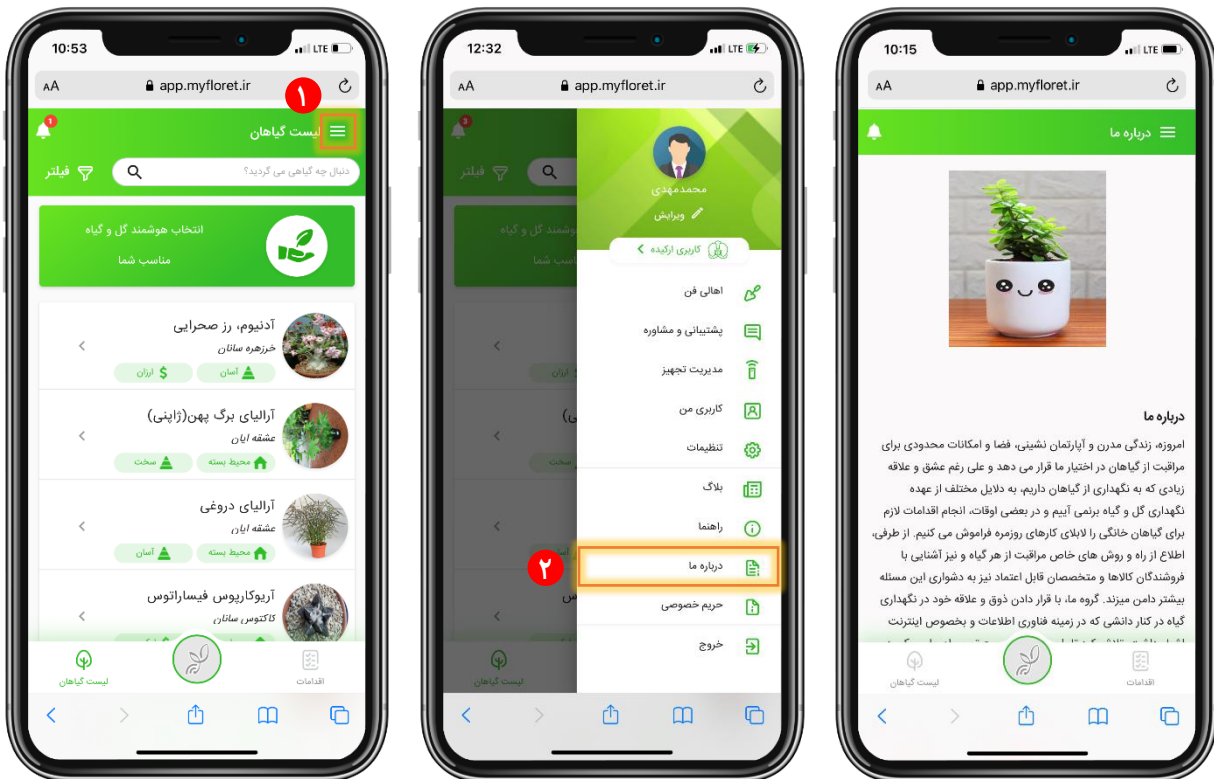 10:53
LTE
AA
app.myfloret.ir
۱
1
لیست گیاهان
دنبال چه گیاهی می گردید؟
فیلتر
انتخاب هوشمند گل و گیاه
مناسب شما
آدنیوم، رز صحرایی
خرزهره سانان
آسان
ارزان
آرالیای برگ پهن(ژاپنی)
عشقه ایان
محیط بسته
سخت
آرالیای دروغی
عشقه ایان
محیط بسته
آسان
آریوکارپوس فیساراتوس
کاکتوس سانان
لیست گیاهان
اقدامات
12:32
LTE
AA
app.myfloret.ir
3
فیلتر
محمدمهدی
ویرایش
کاربری ارکیده
اهالی فن
پشتیبانی و مشاوره
مدیریت تجهیز
کاربری من
تنظیمات
بلاگ
راهنما
۲
درباره ما
حریم خصوصی
خروج
ارزان
سخت
لیست گیاهان
10:15
LTE
AA
app.myfloret.ir
درباره ما
درباره ما
امروزه، زندگی مدرن و آپارتمان نشینی، فضا و امکانات محدودی برای
مراقبت از گیاهان در اختیار ما قرار می دهد و علی رغم عشق و علاقه
زیادی که به نگهداری از گیاهان داریم، به دلایل مختلف از عهده
نگهداری گل و گیاه برنمی آییم و در بعضی اوقات، انجام اقدامات لازم
برای گیاهان خانگی را لابلای کارهای روزمره فراموش می کنیم. از طرفی،
اطلاع از راه و روش های خاص مراقبت از هر گیاه و نیز آشنایی با
فروشندگان کالاها و متخصصان قابل اعتماد نیز به دشواری این مسئله
بیشتر دامن میزند. گروه ما، با قرار دادن ذوق و علاقه خود در نگهداری
گیاه در کنار دانشی که در زمینه فناوری اطلاعات و بخصوص اینترنت
لیست گیاهان
اقدامات